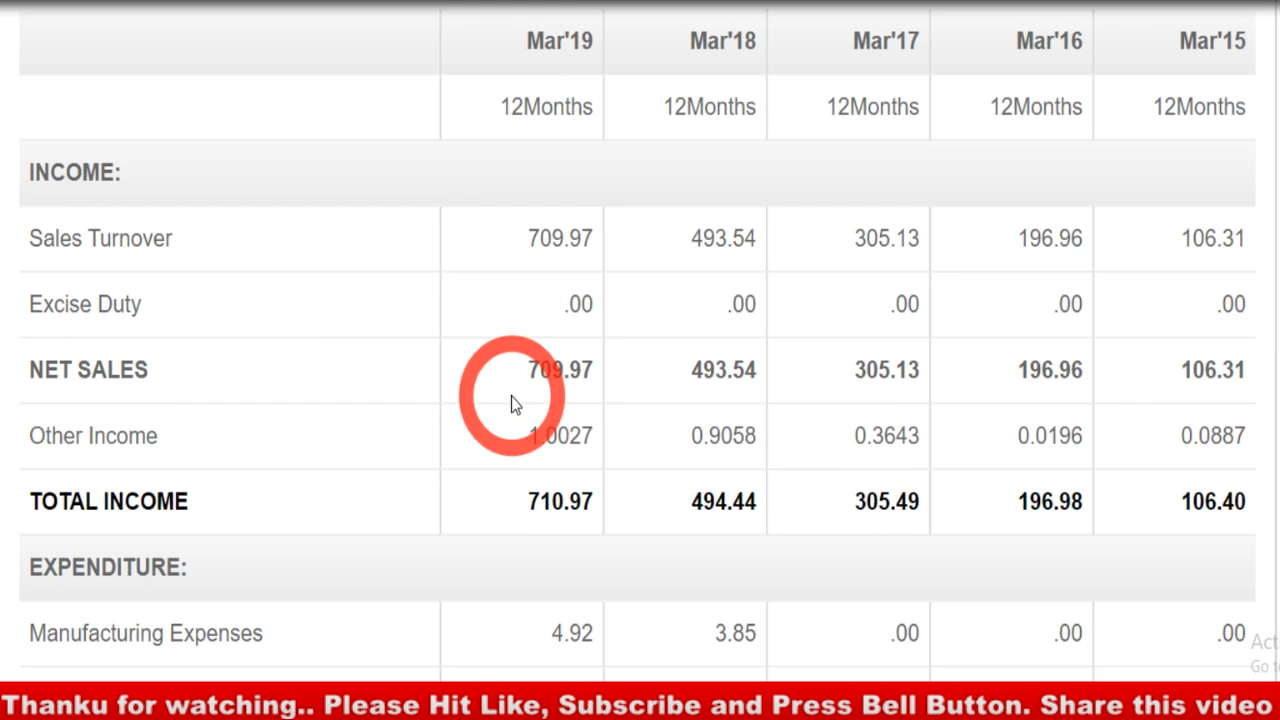 Mar'19 Mar'18 Mar'17 Mar'16 Mar'15
12Months 12Months 12Months 12Months 12Months
INCOME:
Sales Turnover 709.97 493.54 305.13 196.96 106.31
Excise Duty .00 .00 .00 .00 .00
NET SALES 709.97 493.54 305.13 196.96 106.31
Other Income 1.0027 0.9058 0.3643 0.0196 0.0887
TOTAL INCOME 710.97 494.44 305.49 196.98 106.40
EXPENDITURE:
Manufacturing Expenses 4.92 3.85 .00 .00 .00
Act
Go to
Thanku for watching.. Please Hit Like, Subscribe and Press Bell Button. Share this video